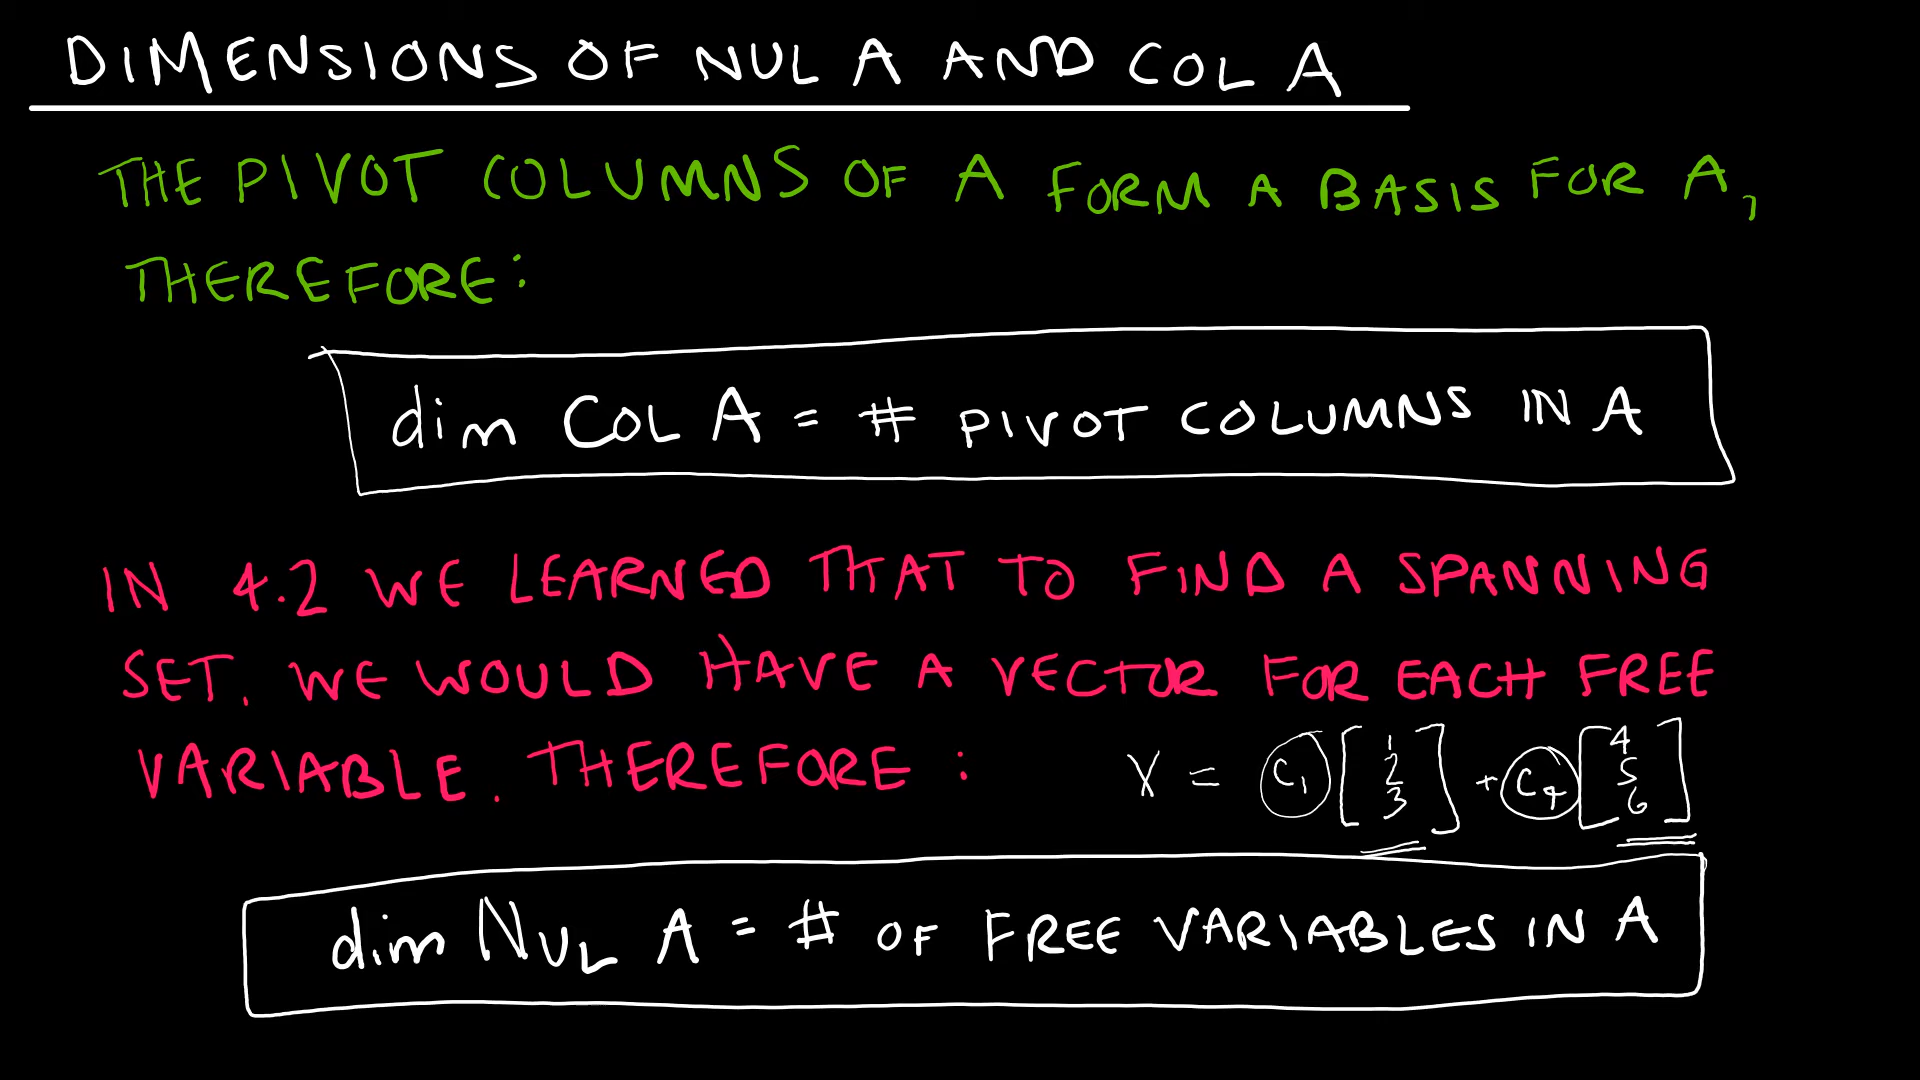 DIMENSIONS OF NUL A AND COL A
THE PIVOT COLUMNS OF A FORM A BASIS FOR A,
THEREFORE:
dim COL A = # PIVOT COLUMNS IN A
IN 4.2 WE LEARNED THAT TO FIND A SPANNING
SET, WE WOULD HAVE A VECTOR FOR EACH FREE
VARIABLE. THEREFORE: X = C₁ [1 2 3] + C₄ [4 5 6]
dim NUL A = # OF FREE VARIABLES IN A